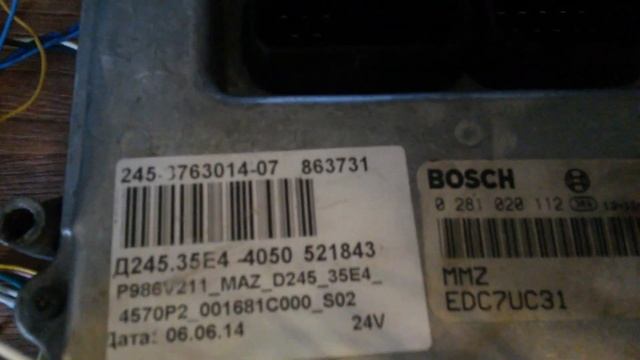 245-3763014-07 863731
Д245.35Е4 -4050 521843
P986V211_MAZ_D245_35E4_
4570P2_001681C000_S02
Дата: 06.06.14 24V
BOSCH
0 281 020 112
MMZ
EDC7UC31